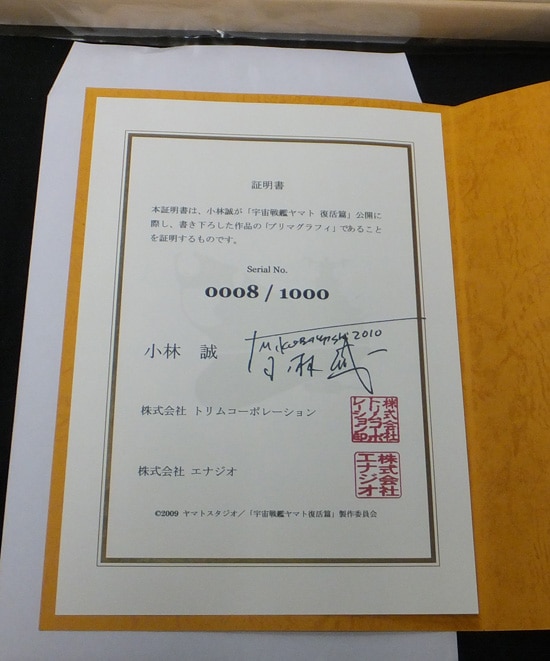 証明書
本証明書は、小林誠が「宇宙戦艦ヤマト 復活篇」公開に
際し、書き下ろした作品の「プリマグラフィ」であること
を証明するものです。
Serial No.
0008 / 1000
M.Kobayashi 2010
小林 誠
小林誠
株式会社 トリムコーポレーション
株式会社
トリムコーポ
レーション印
株式会社 エナジオ
株式会社
エナジオ
©2009 ヤマトスタジオ/「宇宙戦艦ヤマト復活篇」製作委員会